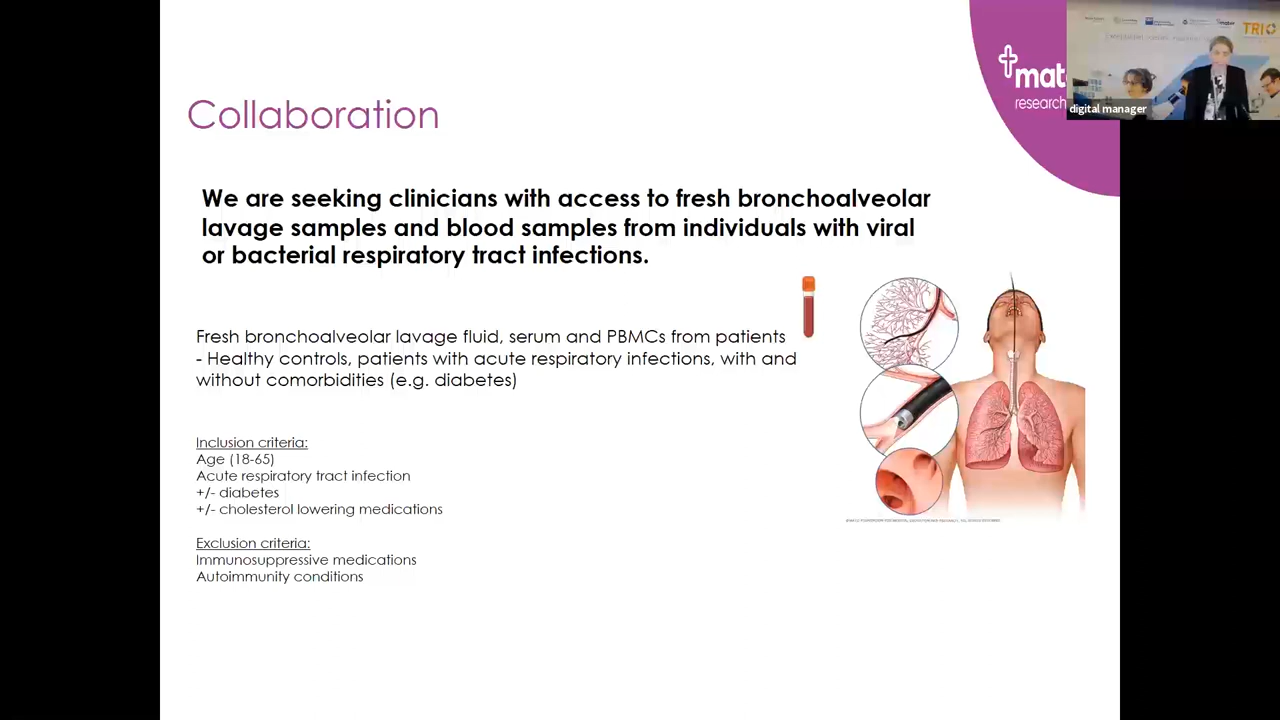 Collaboration
mat
research
digital manager
TRI
We are seeking clinicians with access to fresh bronchoalveolar
lavage samples and blood samples from individuals with viral
or bacterial respiratory tract infections.
Fresh bronchoalveolar lavage fluid, serum and PBMCs from patients
- Healthy controls, patients with acute respiratory infections, with and
without comorbidities (e.g. diabetes)
Inclusion criteria:
Age (18-65)
Acute respiratory tract infection
+/- diabetes
+/- cholesterol lowering medications
Exclusion criteria:
Immunosuppressive medications
Autoimmunity conditions